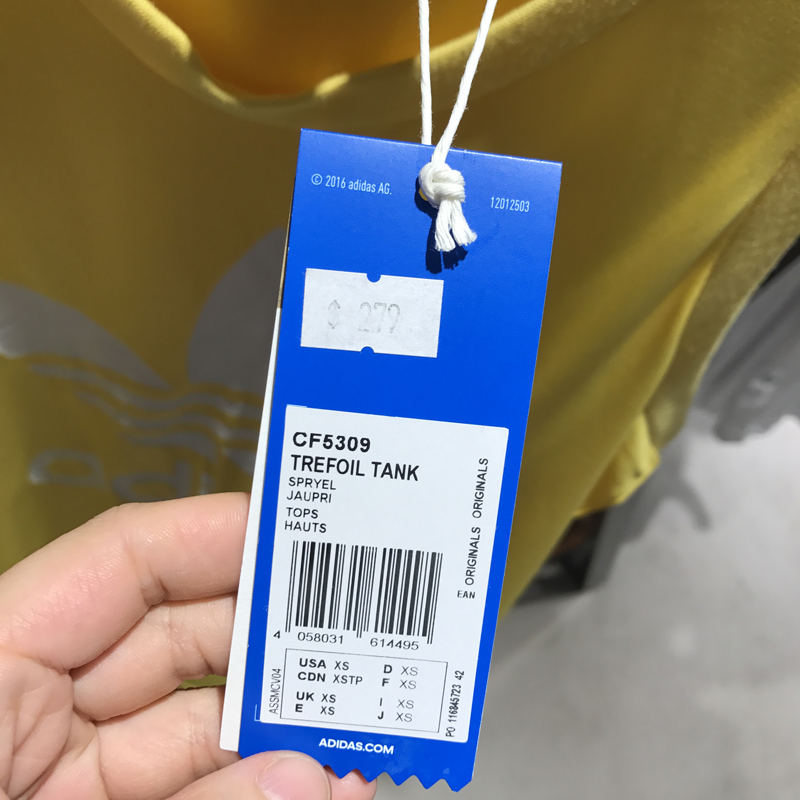 © 2016 adidas AG.
12012503
$ 279
CF5309
TREFOIL TANK
SPRYEL
JAUPRI
TOPS
HAUTS
ORIGINALS ORIGINALS
EAN
4 058031 614495
ASSMCV04
USA XS D XS
CDN XSTP F XS
UK XS I XS
E XS J XS
PO 116845723 42
ADIDAS.COM